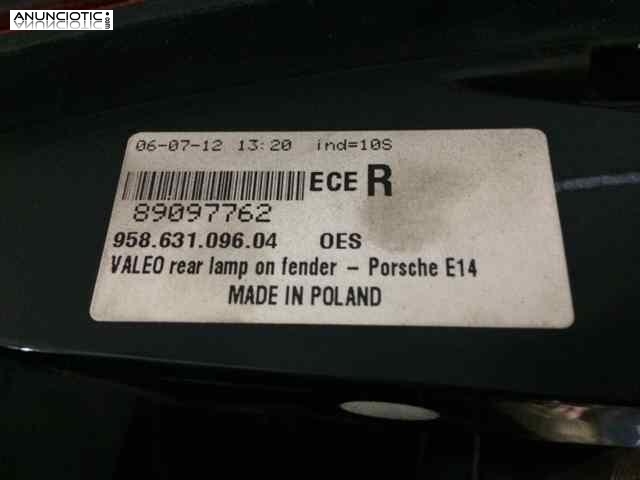 ANUNCIOTIC.es
06-07-12 13:20 ind=10S
ECE R
89097762
958.631.096.04 OES
VALEO rear lamp on fender – Porsche E14
MADE IN POLAND